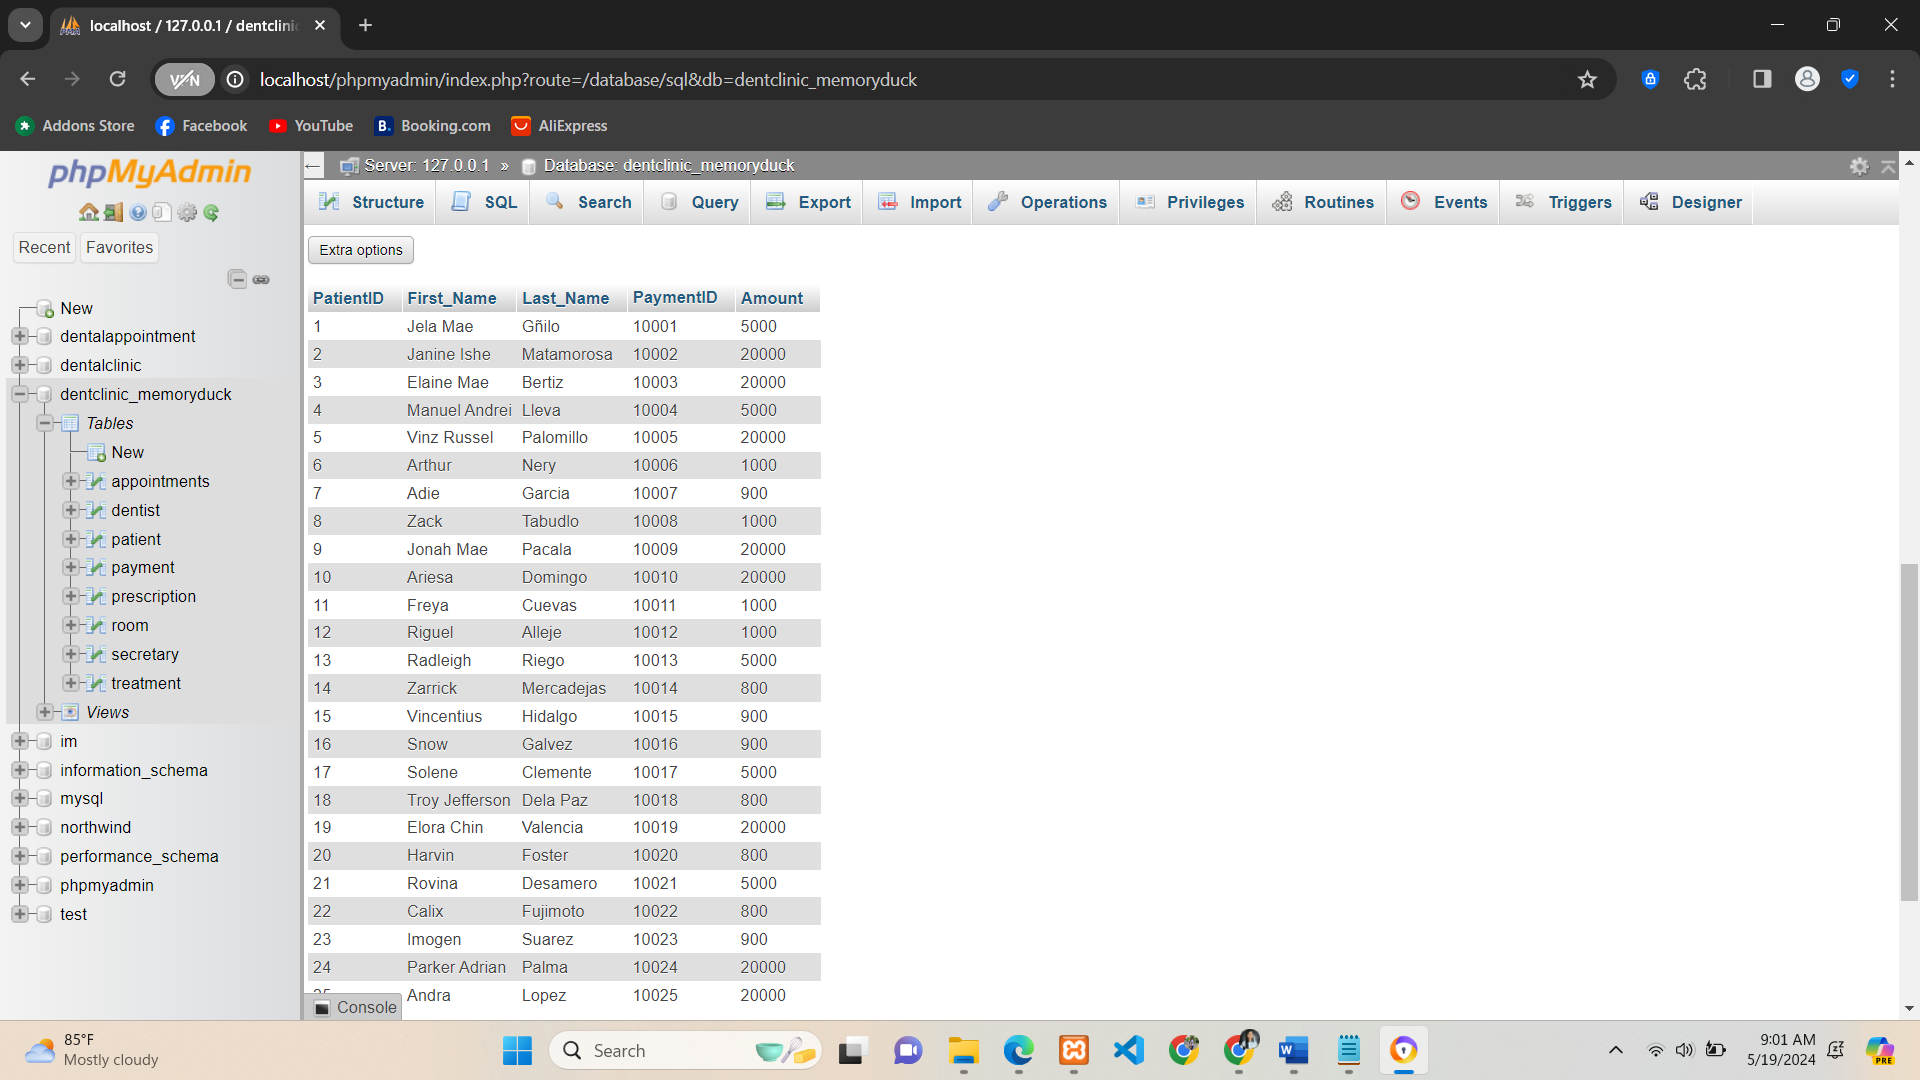 localhost / 127.0.0.1 / dentclini
VPN localhost/phpmyadmin/index.php?route=/database/sql&db=dentclinic_memoryduck
Addons Store Facebook YouTube B. Booking.com AliExpress
phpMyAdmin
Recent Favorites
New
dentalappointment
dentalclinic
dentclinic_memoryduck
Tables
New
appointments
dentist
patient
payment
prescription
room
secretary
treatment
Views
im
information_schema
mysql
northwind
performance_schema
phpmyadmin
test
Server: 127.0.0.1 » Database: dentclinic_memoryduck
Structure SQL Search Query Export Import Operations Privileges Routines Events Triggers Designer
Extra options
PatientID First_Name Last_Name PaymentID Amount
1 Jela Mae Gñilo 10001 5000
2 Janine Ishe Matamorosa 10002 20000
3 Elaine Mae Bertiz 10003 20000
4 Manuel Andrei Lleva 10004 5000
5 Vinz Russel Palomillo 10005 20000
6 Arthur Nery 10006 1000
7 Adie Garcia 10007 900
8 Zack Tabudlo 10008 1000
9 Jonah Mae Pacala 10009 20000
10 Ariesa Domingo 10010 20000
11 Freya Cuevas 10011 1000
12 Riguel Alleje 10012 1000
13 Radleigh Riego 10013 5000
14 Zarrick Mercadejas 10014 800
15 Vincentius Hidalgo 10015 900
16 Snow Galvez 10016 900
17 Solene Clemente 10017 5000
18 Troy Jefferson Dela Paz 10018 800
19 Elora Chin Valencia 10019 20000
20 Harvin Foster 10020 800
21 Rovina Desamero 10021 5000
22 Calix Fujimoto 10022 800
23 Imogen Suarez 10023 900
24 Parker Adrian Palma 10024 20000
Andra Lopez 10025 20000
Console
85°F
Mostly cloudy
Search
9:01 AM
5/19/2024
PRE